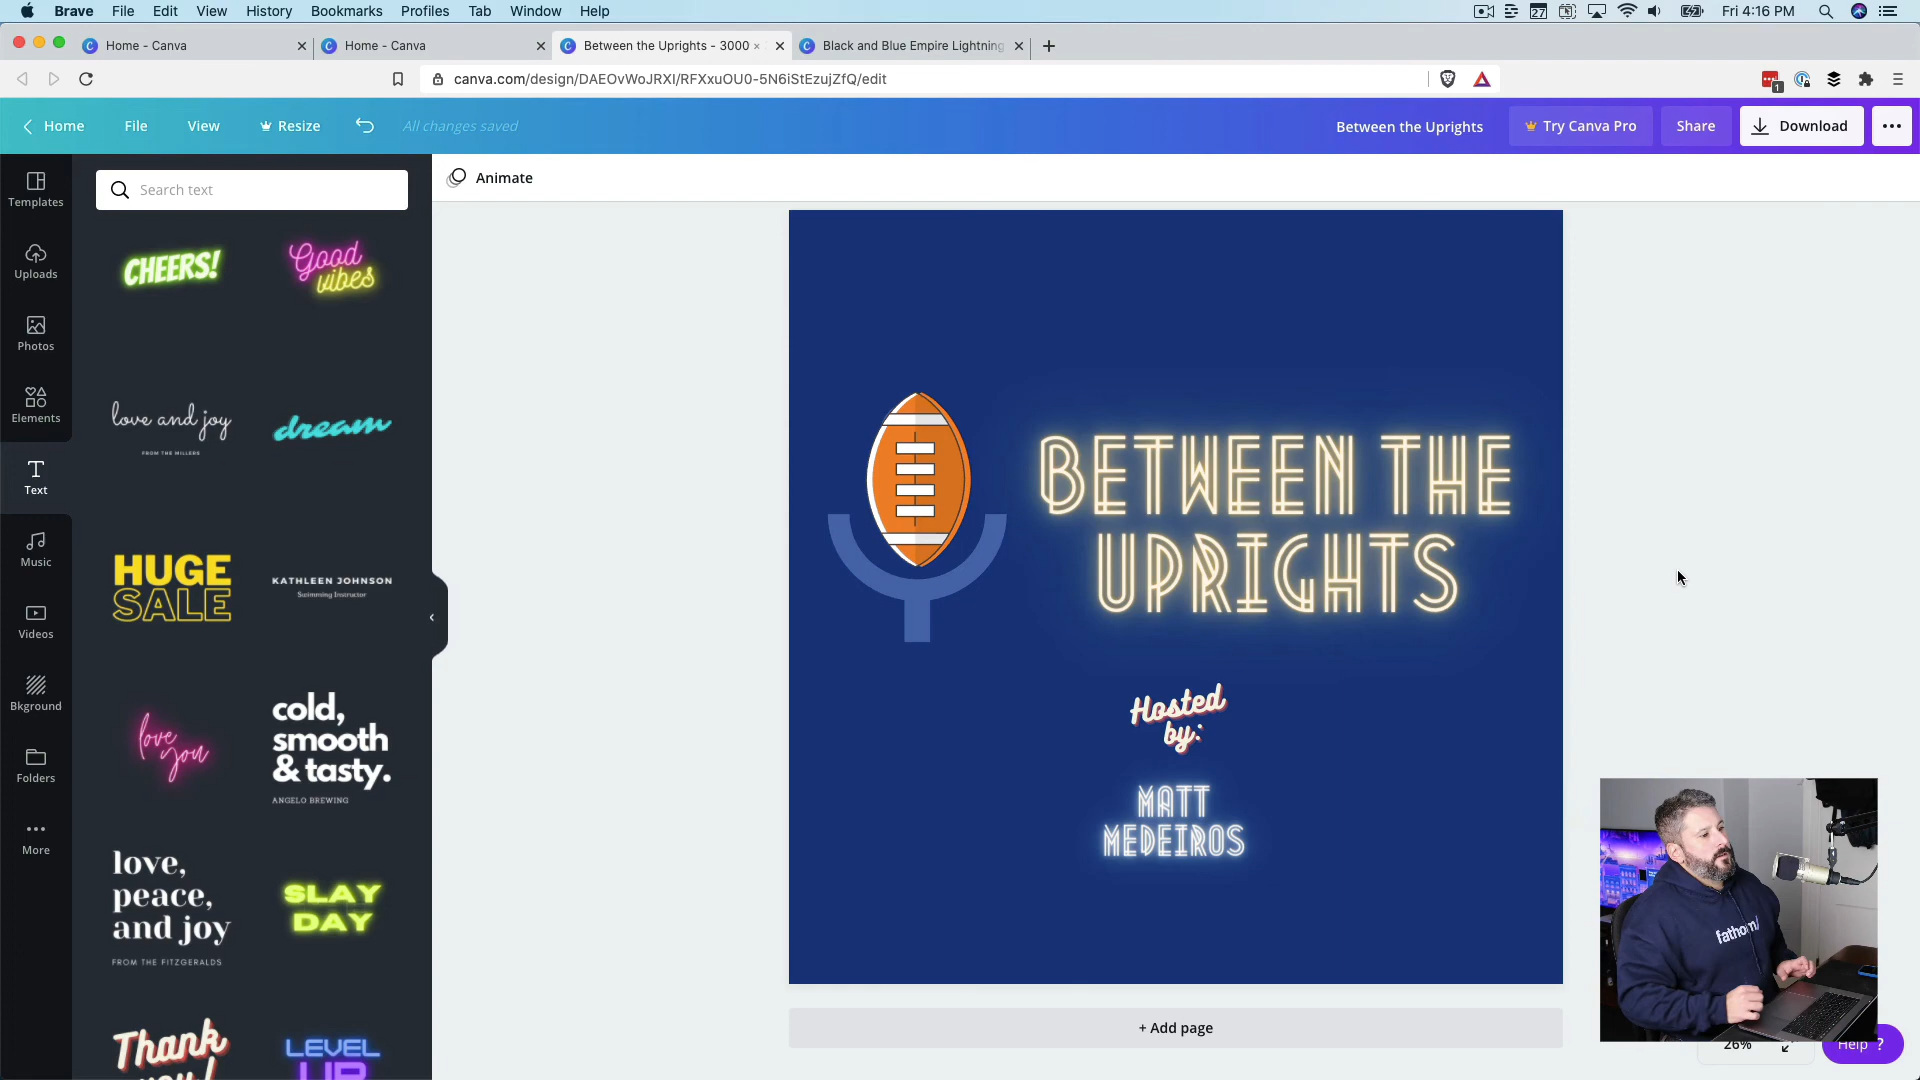 Brave File Edit View History Bookmarks Profiles Tab Window Help
27 Fri 4:16 PM
Home - Canva
Home - Canva
Between the Uprights - 3000 ×
Black and Blue Empire Lightning
canva.com/design/DAEOvWoJRXI/RFXxuOU0-5N6iStEzujZfQ/edit
1
Home File View Resize All changes saved
Between the Uprights Try Canva Pro Share Download
Templates
Uploads
Photos
Elements
Text
Music
Videos
Bkground
Folders
More
Search text
CHEERS!
Good
vibes
love and joy
FROM THE MILLERS
dream
HUGE
SALE
KATHLEEN JOHNSON
Swimming Instructor
love
you
cold,
smooth
& tasty.
ANGELO BREWING
love,
peace,
and joy
FROM THE FITZGERALDS
SLAY
DAY
Thank
you!
LEVEL
UP
Animate
BETWEEN THE
UPRIGHTS
Hosted
by:
MATT
MEDEIROS
+ Add page
fathom/
26%
Help ?